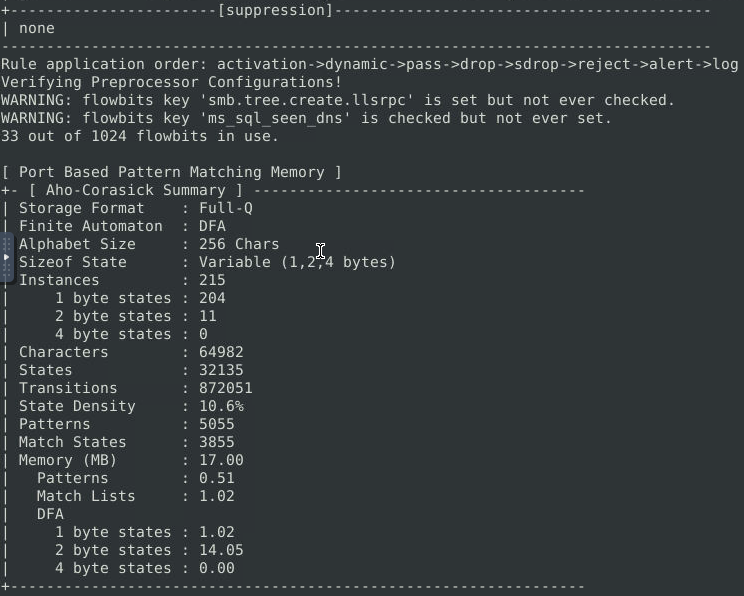 +-----------------------[suppression]------------------------------------------
| none
-------------------------------------------------------------------------------
Rule application order: activation->dynamic->pass->drop->sdrop->reject->alert->log
Verifying Preprocessor Configurations!
WARNING: flowbits key 'smb.tree.create.llsrpc' is set but not ever checked.
WARNING: flowbits key 'ms_sql_seen_dns' is checked but not ever set.
33 out of 1024 flowbits in use.

[ Port Based Pattern Matching Memory ]
+- [ Aho-Corasick Summary ] -------------------------------------
| Storage Format    : Full-Q
| Finite Automaton  : DFA
| Alphabet Size     : 256 Chars
| Sizeof State      : Variable (1,2,4 bytes)
| Instances         : 215
|     1 byte states : 204
|     2 byte states : 11
|     4 byte states : 0
| Characters        : 64982
| States            : 32135
| Transitions       : 872051
| State Density     : 10.6%
| Patterns          : 5055
| Match States      : 3855
| Memory (MB)       : 17.00
|   Patterns        : 0.51
|   Match Lists     : 1.02
|   DFA
|     1 byte states : 1.02
|     2 byte states : 14.05
|     4 byte states : 0.00
+----------------------------------------------------------------